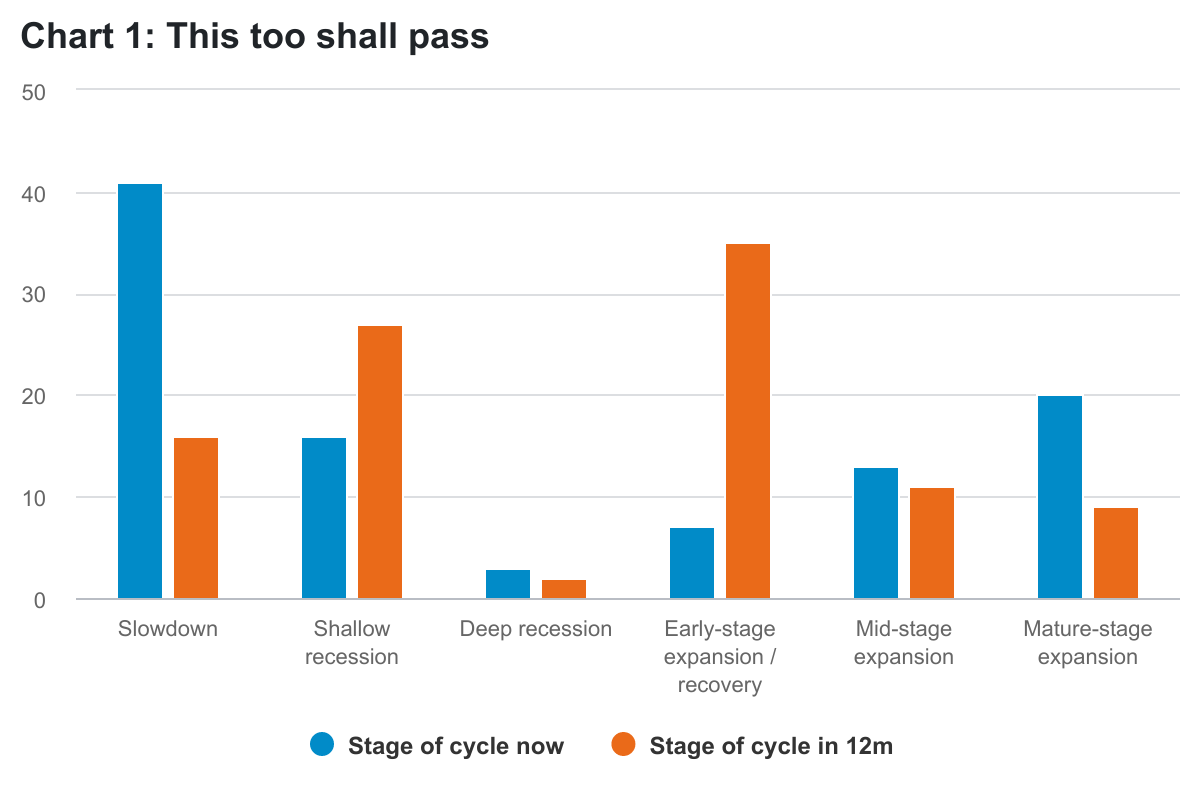 Chart 1: This too shall pass
50
40
30
20
10
0
Slowdown
Shallow
recession
Deep recession
Early-stage
expansion /
recovery
Mid-stage
expansion
Mature-stage
expansion
Stage of cycle now
Stage of cycle in 12m